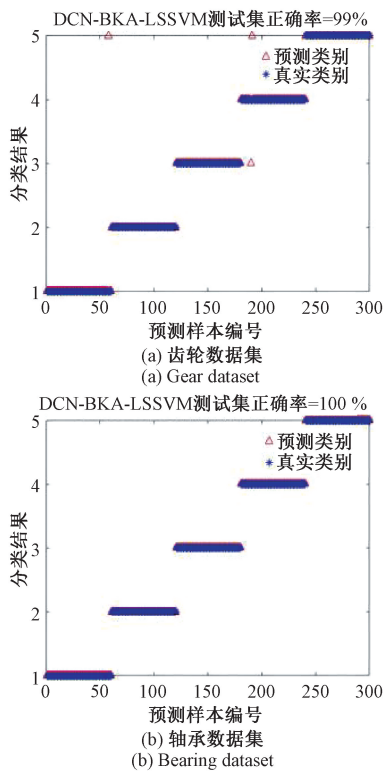 DCN-BKA-LSSVM测试集正确率=99%
5
预测类别
真实类别
4
分类结果
3
2
1
0 50 100 150 200 250 300
预测样本编号
(a) 齿轮数据集
(a) Gear dataset
DCN-BKA-LSSVM测试集正确率=100 %
5
预测类别
真实类别
4
分类结果
3
2
1
0 50 100 150 200 250 300
预测样本编号
(b) 轴承数据集
(b) Bearing dataset